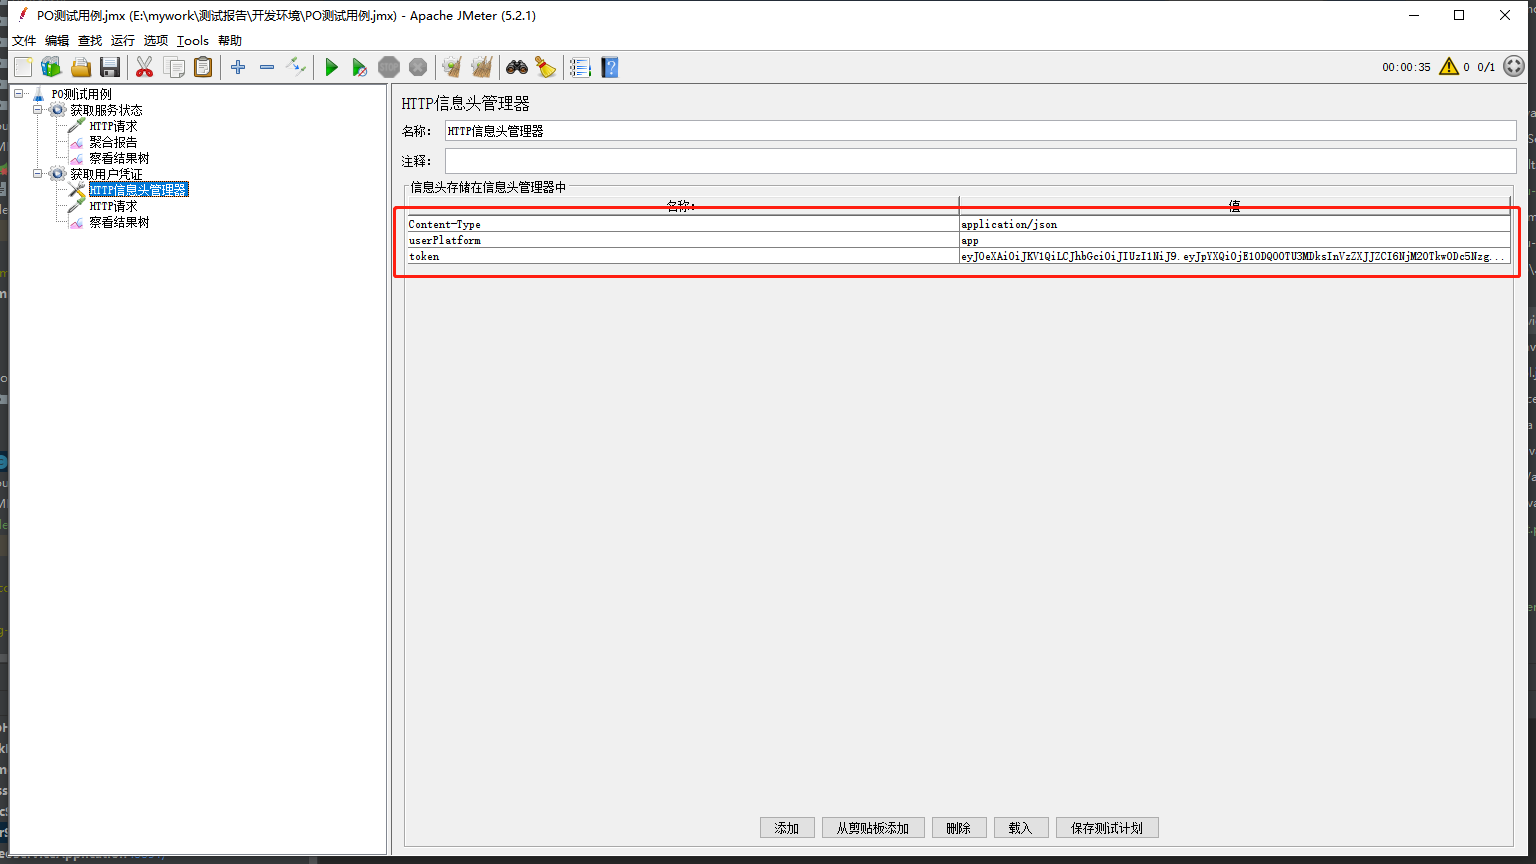 PO测试用例.jmx (E:\mywork\测试报告\开发环境\PO测试用例.jmx) - Apache JMeter (5.2.1)
文件 编辑 查找 运行 选项 Tools 帮助
00:00:35 0 0/1
PO测试用例
获取服务状态
HTTP请求
聚合报告
察看结果树
获取用户凭证
HTTP信息头管理器
HTTP请求
察看结果树
HTTP信息头管理器
名称: HTTP信息头管理器
注释:
信息头存储在信息头管理器中
名称: 值
Content-Type application/json
userPlatform app
token
添加 从剪贴板添加 删除 载入 保存测试计划